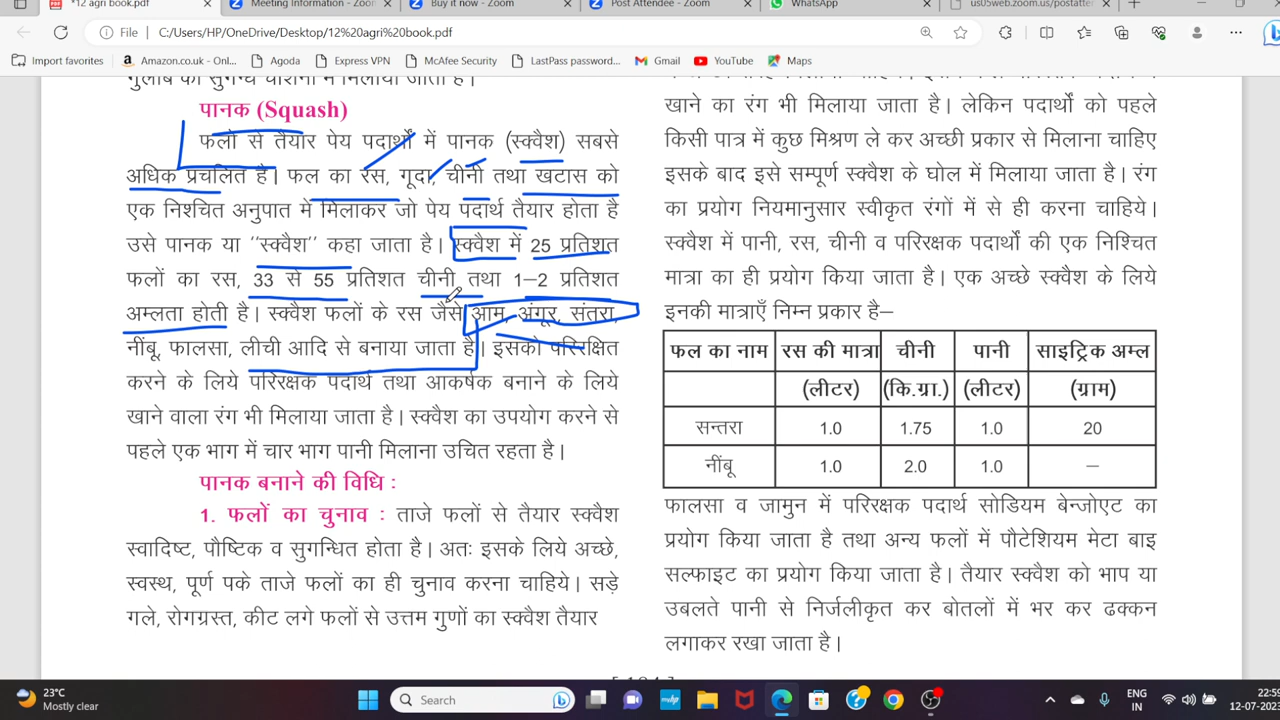 *12 agri book.pdf
Meeting Information - Zoom
Buy it now - Zoom
Post Attendee - Zoom
WhatsApp
us05web.zoom.us/postatten
File
C:/Users/HP/OneDrive/Desktop/12%20agri%20book.pdf
Import favorites
Amazon.co.uk - Onl...
Agoda
Express VPN
McAfee Security
LastPass password...
Gmail
YouTube
Maps
गुलाब की सुगन्ध चाशनी में मिलाया जाता है।
पानक (Squash)
फलों से तैयार पेय पदार्थों में पानक (स्क्वैश) सबसे
अधिक प्रचलित है। फल का रस, गूदा, चीनी तथा खटास को
एक निश्चित अनुपात में मिलाकर जो पेय पदार्थ तैयार होता है
उसे पानक या "स्क्वैश" कहा जाता है। स्क्वैश में 25 प्रतिशत
फलों का रस, 33 से 55 प्रतिशत चीनी तथा 1–2 प्रतिशत
अम्लता होती है। स्क्वैश फलों के रस जैसे आम, अंगूर, संतरा,
नींबू, फालसा, लीची आदि से बनाया जाता है। इसको परिरक्षित
करने के लिये परिरक्षक पदार्थ तथा आकर्षक बनाने के लिये
खाने वाला रंग भी मिलाया जाता है। स्क्वैश का उपयोग करने से
पहले एक भाग में चार भाग पानी मिलाना उचित रहता है।
पानक बनाने की विधि :
1. फलों का चुनाव : ताजे फलों से तैयार स्क्वैश
स्वादिष्ट, पौष्टिक व सुगन्धित होता है। अतः इसके लिये अच्छे,
स्वस्थ, पूर्ण पके ताजे फलों का ही चुनाव करना चाहिये। सड़े
गले, रोगग्रस्त, कीट लगे फलों से उत्तम गुणों का स्क्वैश तैयार
खाने का रंग भी मिलाया जाता है। लेकिन पदार्थों को पहले
किसी पात्र में कुछ मिश्रण ले कर अच्छी प्रकार से मिलाना चाहिए
इसके बाद इसे सम्पूर्ण स्क्वैश के घोल में मिलाया जाता है। रंग
का प्रयोग नियमानुसार स्वीकृत रंगों में से ही करना चाहिये।
स्क्वैश में पानी, रस, चीनी व परिरक्षक पदार्थों की एक निश्चित
मात्रा का ही प्रयोग किया जाता है। एक अच्छे स्क्वैश के लिये
इनकी मात्राएँ निम्न प्रकार है–
फल का नाम रस की मात्रा चीनी पानी साइट्रिक अम्ल
(लीटर) (कि.ग्रा.) (लीटर) (ग्राम)
सन्तरा 1.0 1.75 1.0 20
नींबू 1.0 2.0 1.0 –
फालसा व जामुन में परिरक्षक पदार्थ सोडियम बेन्जोएट का
प्रयोग किया जाता है तथा अन्य फलों में पौटेशियम मेटा बाइ
सल्फाइट का प्रयोग किया जाता है। तैयार स्क्वैश को भाप या
उबलते पानी से निर्जलीकृत कर बोतलों में भर कर ढक्कन
लगाकर रखा जाता है।
23°C
Mostly clear
Search
ENG
IN
22:59
12-07-2023